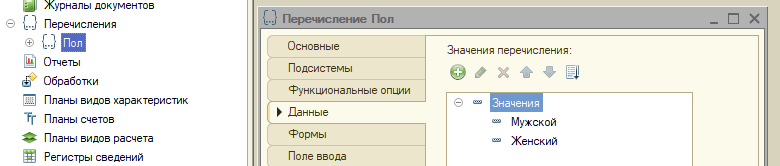 Журналы документов
Перечисления
Пол
Отчеты
Обработки
Планы видов характеристик
Планы счетов
Планы видов расчета
Регистры сведений
Перечисление Пол
Основные
Подсистемы
Функциональные опции
Данные
Формы
Поле ввода
Значения перечисления:
Значения
Мужской
Женский